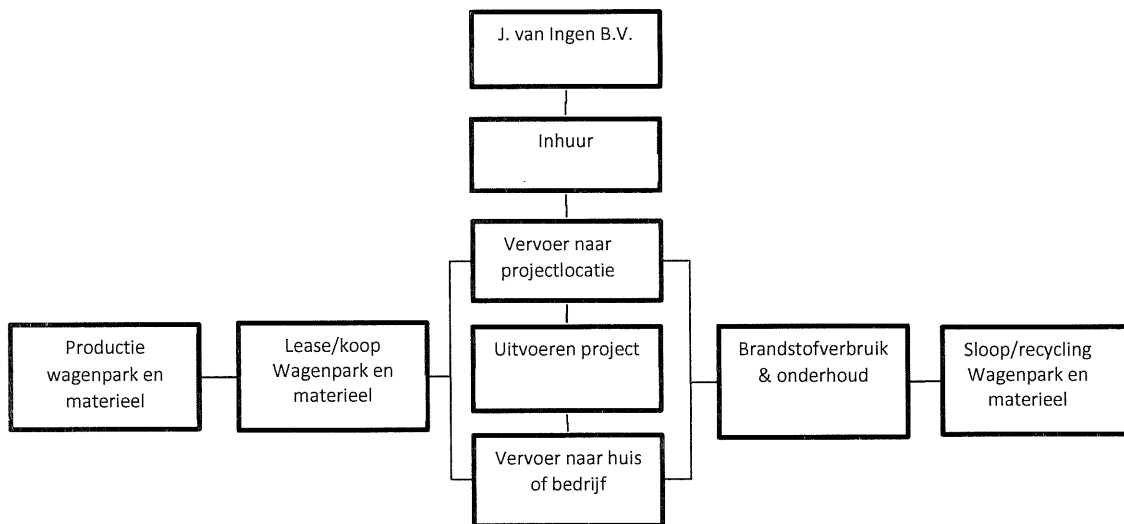 J. van Ingen B.V.
Inhuur
Vervoer naar
projectlocatie
Productie
wagenpark en
materieel
Lease/koop
Wagenpark en
materieel
Uitvoeren project
Brandstofverbruik
& onderhoud
Sloop/recycling
Wagenpark en
materieel
Vervoer naar huis
of bedrijf